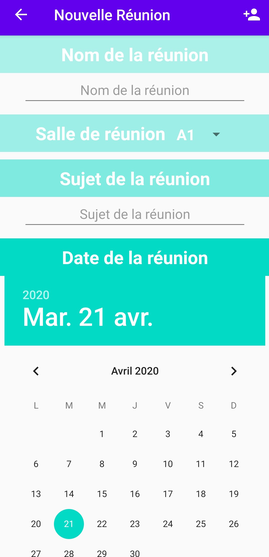 Nouvelle Réunion
Nom de la réunion
Nom de la réunion
Salle de réunion A1
Sujet de la réunion
Sujet de la réunion
Date de la réunion
2020
Mar. 21 avr.
Avril 2020
L M M J V S D
1 2 3 4 5
6 7 8 9 10 11 12
13 14 15 16 17 18 19
20 21 22 23 24 25 26
27 28 29 30